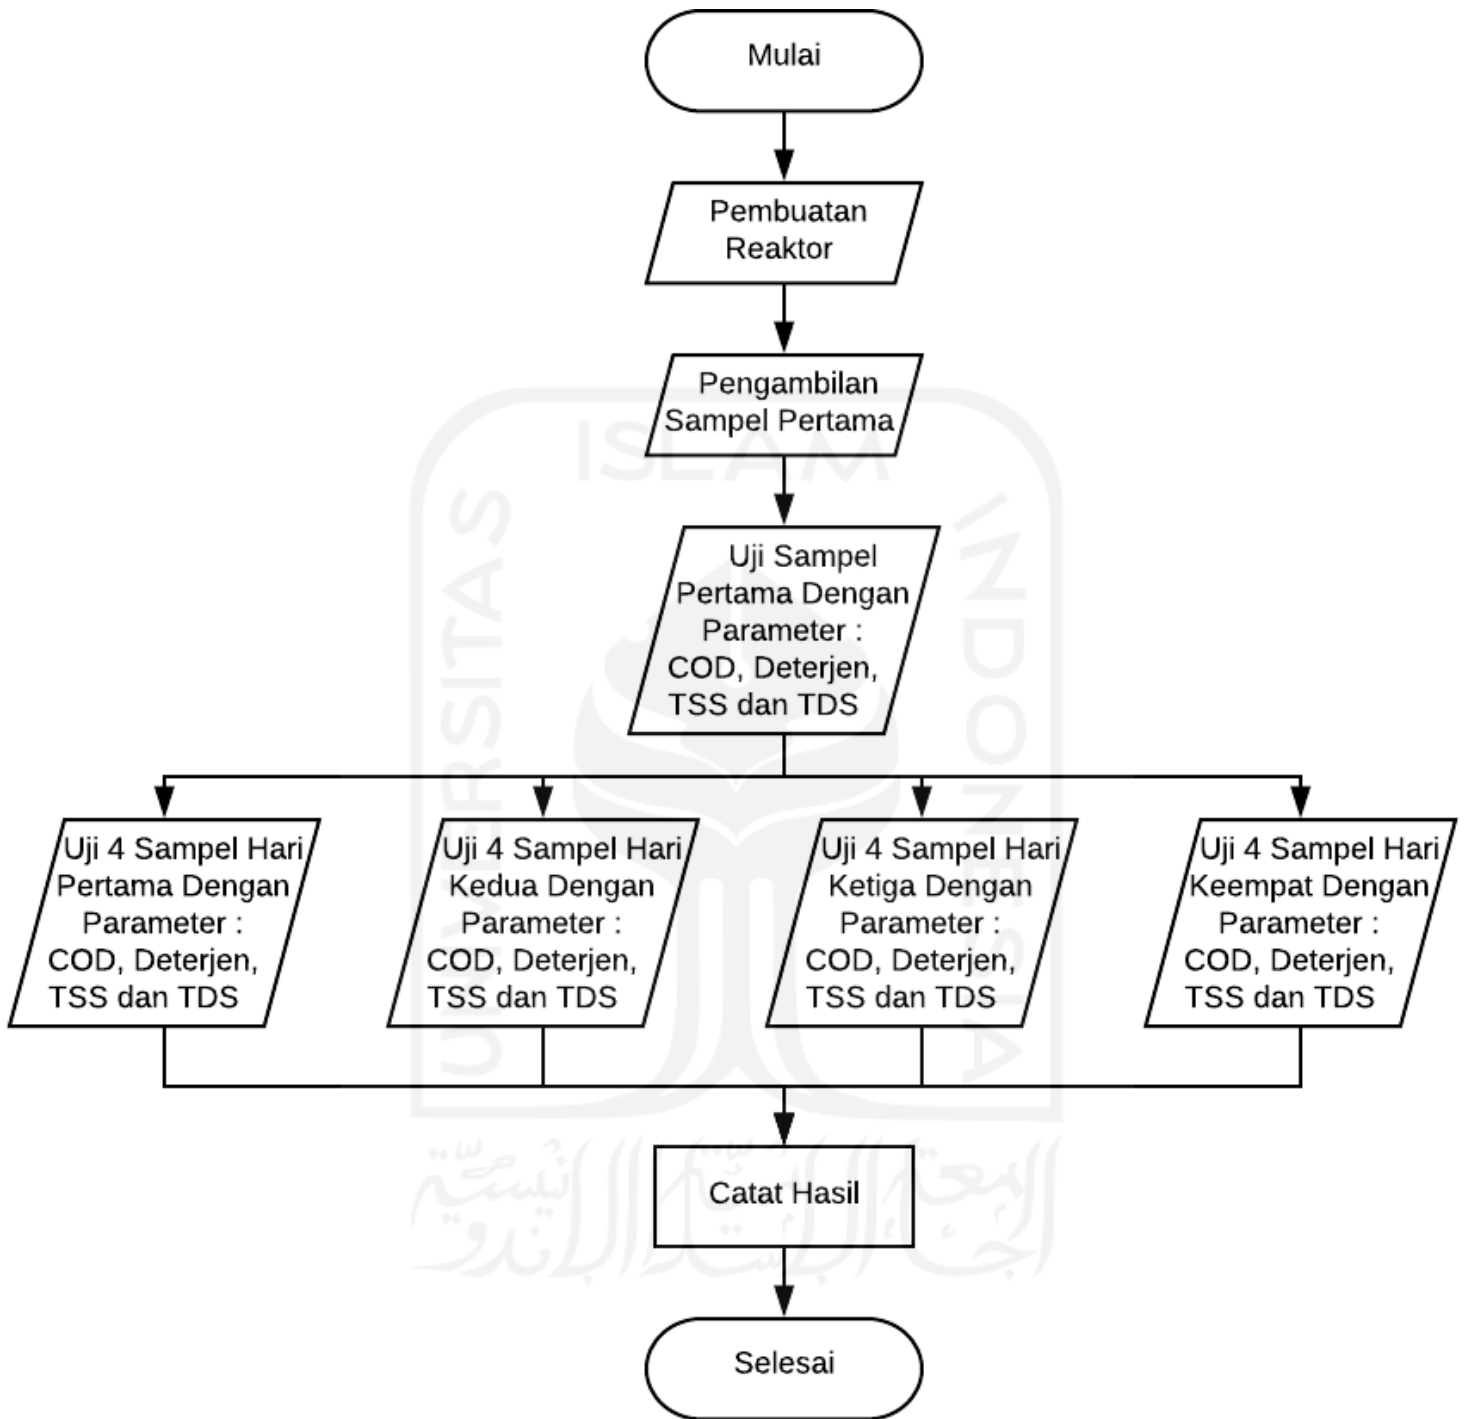 Mulai
Pembuatan
Reaktor
Pengambilan
Sampel Pertama
Uji Sampel
Pertama Dengan
Parameter :
COD, Deterjen,
TSS dan TDS
Uji 4 Sampel Hari
Pertama Dengan
Parameter :
COD, Deterjen,
TSS dan TDS
Uji 4 Sampel Hari
Kedua Dengan
Parameter :
COD, Deterjen,
TSS dan TDS
Uji 4 Sampel Hari
Ketiga Dengan
Parameter :
COD, Deterjen,
TSS dan TDS
Uji 4 Sampel Hari
Keempat Dengan
Parameter :
COD, Deterjen,
TSS dan TDS
Catat Hasil
Selesai
UNIVERSITAS
ISLAM
INDONESIA